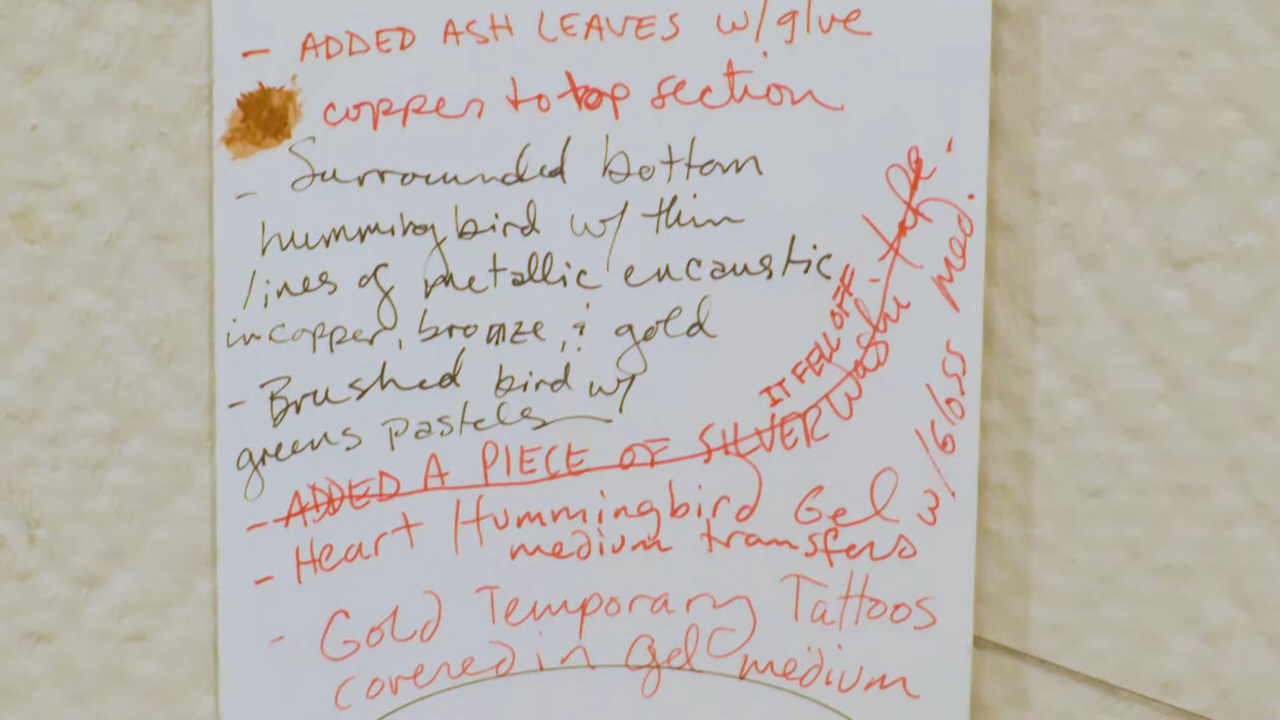 - ADDED ASH LEAVES w/glue
copper to top section
- Surrounded bottom
hummingbird w/ thin
lines of metallic encaustic
in copper, bronze, & gold
- Brushed bird w/
greens pastels
- ADDED A PIECE OF SILVER washi tape.
IT FELL OFF
- Heart / Hummingbird Gel
medium transfers
w/ Gloss med.
- Gold Temporary Tattoos
covered in gel medium